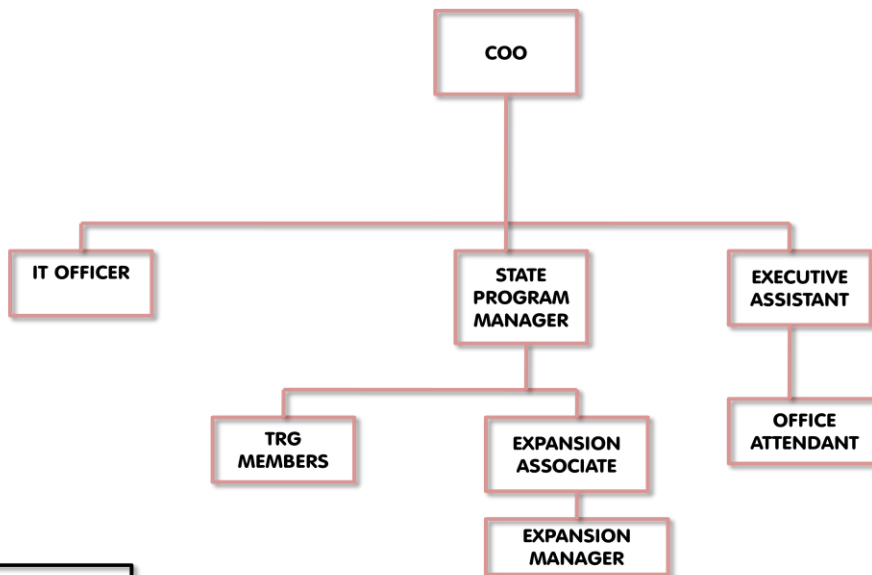 COO
IT OFFICER
STATE
PROGRAM
MANAGER
EXECUTIVE
ASSISTANT
TRG
MEMBERS
EXPANSION
ASSOCIATE
OFFICE
ATTENDANT
EXPANSION
MANAGER